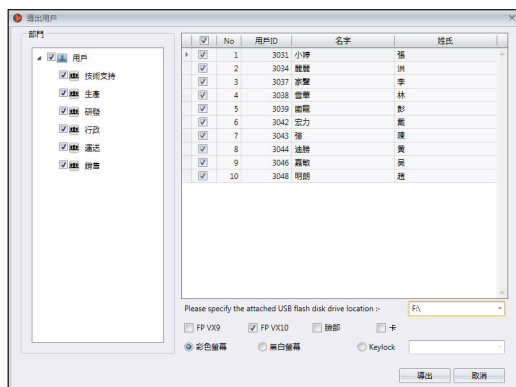 導出用戶
部門
用戶
技術支持
生產
研發
行政
運送
銷售
No 用戶ID 名字 姓氏
1 3031 小婷 張
2 3034 麗麗 洪
3 3037 家聲 李
4 3038 雪華 林
5 3039 國龍 彭
6 3042 宏力 戴
7 3043 強 陳
8 3044 迪勝 黃
9 3046 嘉敏 吳
10 3048 明朗 趙
Please specify the attached USB flash disk drive location :- F:\
FP VX9 FP VX10 臉部 卡
彩色螢幕 黑白螢幕 Keylock
導出 取消